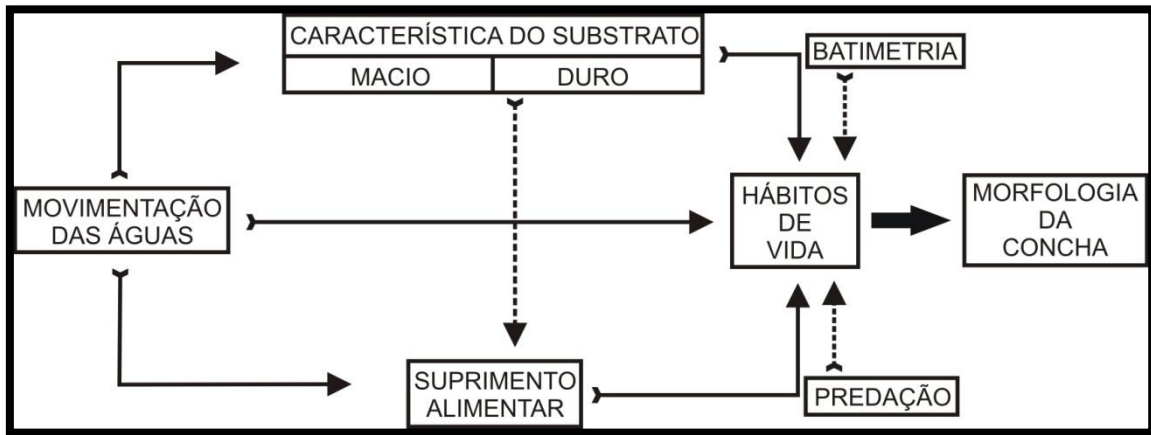 CARACTERÍSTICA DO SUBSTRATO
MACIO
DURO
BATIMETRIA
MOVIMENTAÇÃO
DAS ÁGUAS
HÁBITOS
DE
VIDA
MORFOLOGIA
DA
CONCHA
SUPRIMENTO
ALIMENTAR
PREDAÇÃO